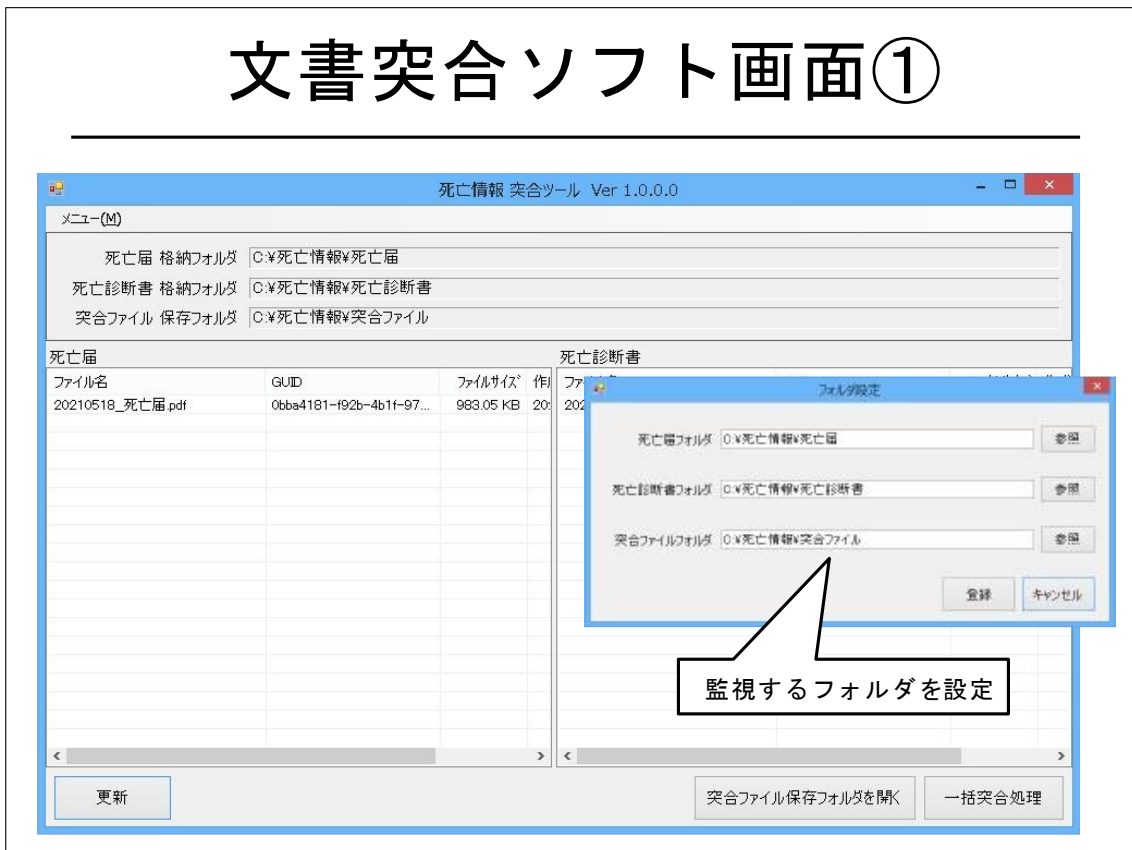 文書突合ソフト画面①
死亡情報 突合ツール Ver 1.0.0.0
メニュー(M)
死亡届 格納フォルダ C:¥死亡情報¥死亡届
死亡診断書 格納フォルダ C:¥死亡情報¥死亡診断書
突合ファイル 保存フォルダ C:¥死亡情報¥突合ファイル
死亡届
ファイル名 GUID ファイルサイズ
20210518_死亡届.pdf 0bba4181-f92b-4b1f-97... 983.05 KB
死亡診断書
フォルダ設定
死亡届フォルダ C:¥死亡情報¥死亡届 参照
死亡診断書フォルダ C:¥死亡情報¥死亡診断書 参照
突合ファイルフォルダ C:¥死亡情報¥突合ファイル 参照
登録 キャンセル
監視するフォルダを設定
更新 突合ファイル保存フォルダを開く 一括突合処理